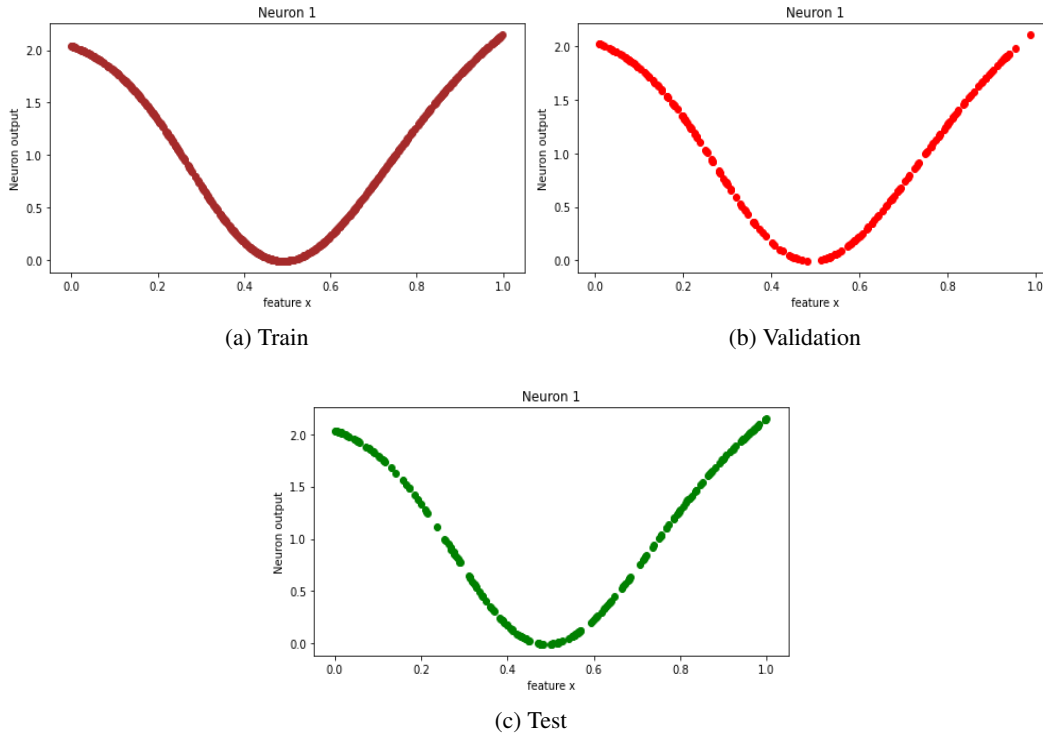 Neuron 1
Neuron output
2.0
1.5
1.0
0.5
0.0
0.0 0.2 0.4 0.6 0.8 1.0
feature x
(a) Train
Neuron 1
Neuron output
2.0
1.5
1.0
0.5
0.0
0.0 0.2 0.4 0.6 0.8 1.0
feature x
(b) Validation
Neuron 1
Neuron output
2.0
1.5
1.0
0.5
0.0
0.0 0.2 0.4 0.6 0.8 1.0
feature x
(c) Test